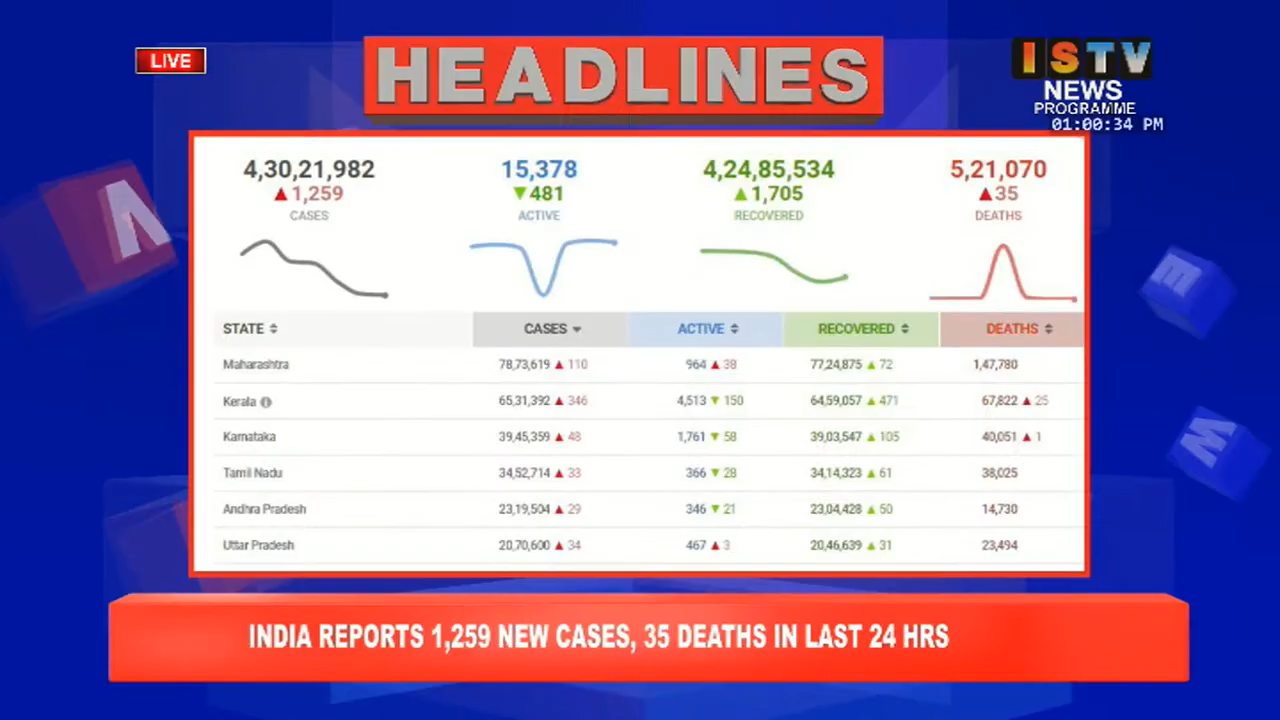 LIVE
HEADLINES
ISTV
NEWS
PROGRAMME
01:00:34 PM
4,30,21,982 15,378 4,24,85,534 5,21,070
▲1,259 ▼481 ▲1,705 ▲35
CASES ACTIVE RECOVERED DEATHS
STATE CASES ACTIVE RECOVERED DEATHS
Maharashtra 78,73,619 ▲ 110 964 ▲ 38 77,24,875 ▲ 72 1,47,780
Kerala 65,31,392 ▲ 346 4,513 ▼ 150 64,59,057 ▲ 471 67,822 ▲ 25
Karnataka 39,45,359 ▲ 48 1,761 ▼ 58 39,03,547 ▲ 105 40,051 ▲ 1
Tamil Nadu 34,52,714 ▲ 33 366 ▼ 28 34,14,323 ▲ 61 38,025
Andhra Pradesh 23,19,504 ▲ 29 346 ▼ 21 23,04,428 ▲ 50 14,730
Uttar Pradesh 20,70,600 ▲ 34 467 ▲ 3 20,46,639 ▲ 31 23,494
INDIA REPORTS 1,259 NEW CASES, 35 DEATHS IN LAST 24 HRS